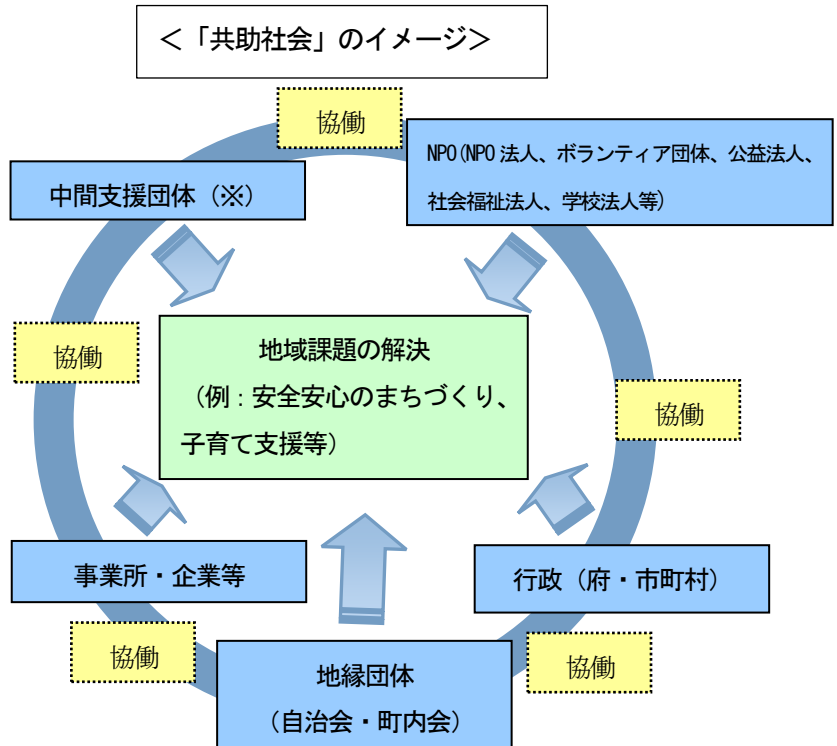 ＜「共助社会」のイメージ＞
協働
NPO(NPO 法人、ボランティア団体、公益法人、
社会福祉法人、学校法人等)
中間支援団体（※）
協働
地域課題の解決
（例：安全安心のまちづくり、
子育て支援等）
協働
事業所・企業等
行政（府・市町村）
協働
地縁団体
（自治会・町内会）
協働